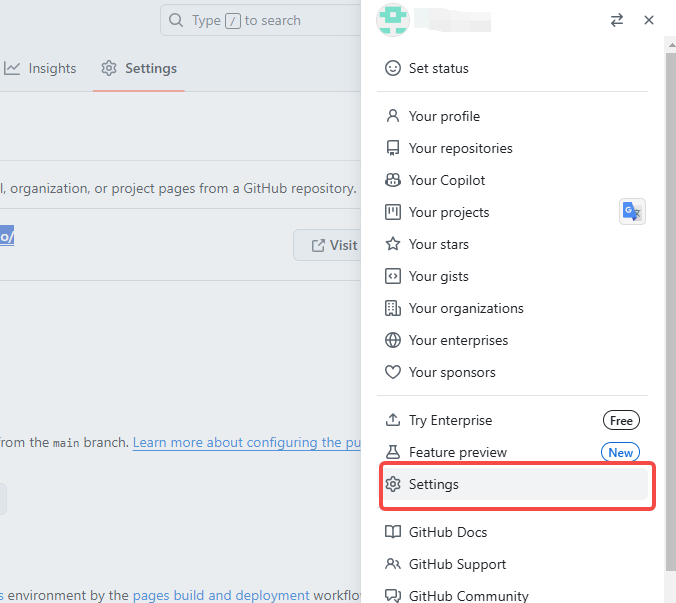 Type / to search
Insights
Settings
l, organization, or project pages from a GitHub repository.
o/
Visit
from the main branch. Learn more about configuring the pu
s environment by the pages build and deployment workflow
Set status
Your profile
Your repositories
Your Copilot
Your projects
Your stars
Your gists
Your organizations
Your enterprises
Your sponsors
Try Enterprise
Free
Feature preview
New
Settings
GitHub Docs
GitHub Support
GitHub Community